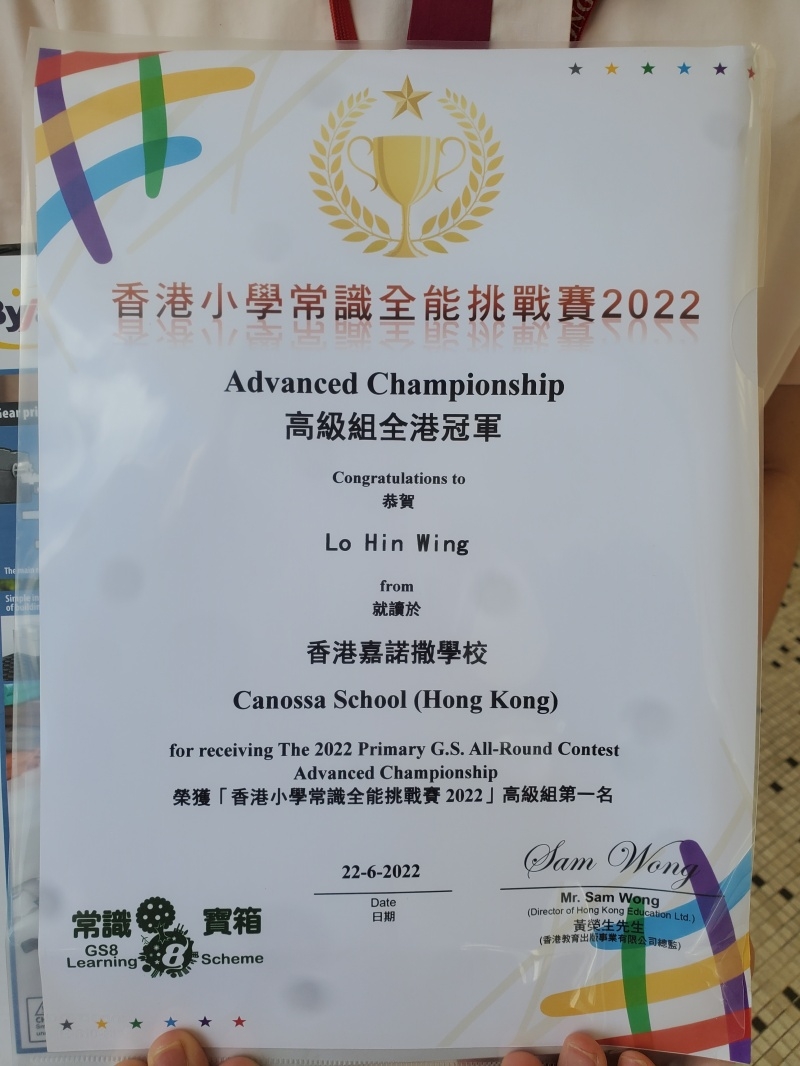 香港小學常識全能挑戰賽2022
Advanced Championship
高級組全港冠軍
Congratulations to
恭賀
Lo Hin Wing
from
就讀於
香港嘉諾撒學校
Canossa School (Hong Kong)
for receiving The 2022 Primary G.S. All-Round Contest
Advanced Championship
榮獲「香港小學常識全能挑戰賽 2022」高級組第一名
22-6-2022
Date
日期
Sam Wong
Mr. Sam Wong
(Director of Hong Kong Education Ltd.)
黃榮生先生
(香港教育出版事業有限公司總監)
常識 寶箱
GS8 8
Learning Scheme